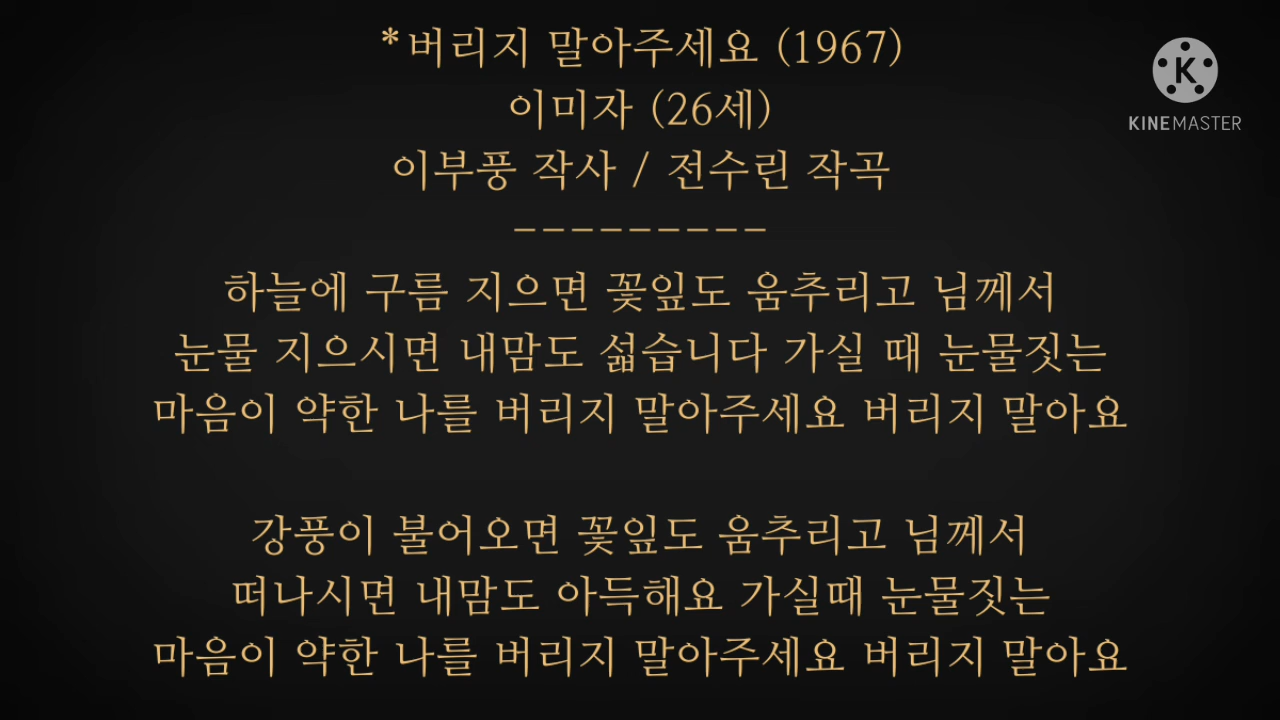 *버리지 말아주세요 (1967)
이미자 (26세)
이부풍 작사 / 전수린 작곡
_________
하늘에 구름 지으면 꽃잎도 움추리고 님께서
눈물 지으시면 내맘도 섧습니다 가실 때 눈물짓는
마음이 약한 나를 버리지 말아주세요 버리지 말아요
강풍이 불어오면 꽃잎도 움추리고 님께서
떠나시면 내맘도 아득해요 가실때 눈물짓는
마음이 약한 나를 버리지 말아주세요 버리지 말아요
K
KINEMASTER